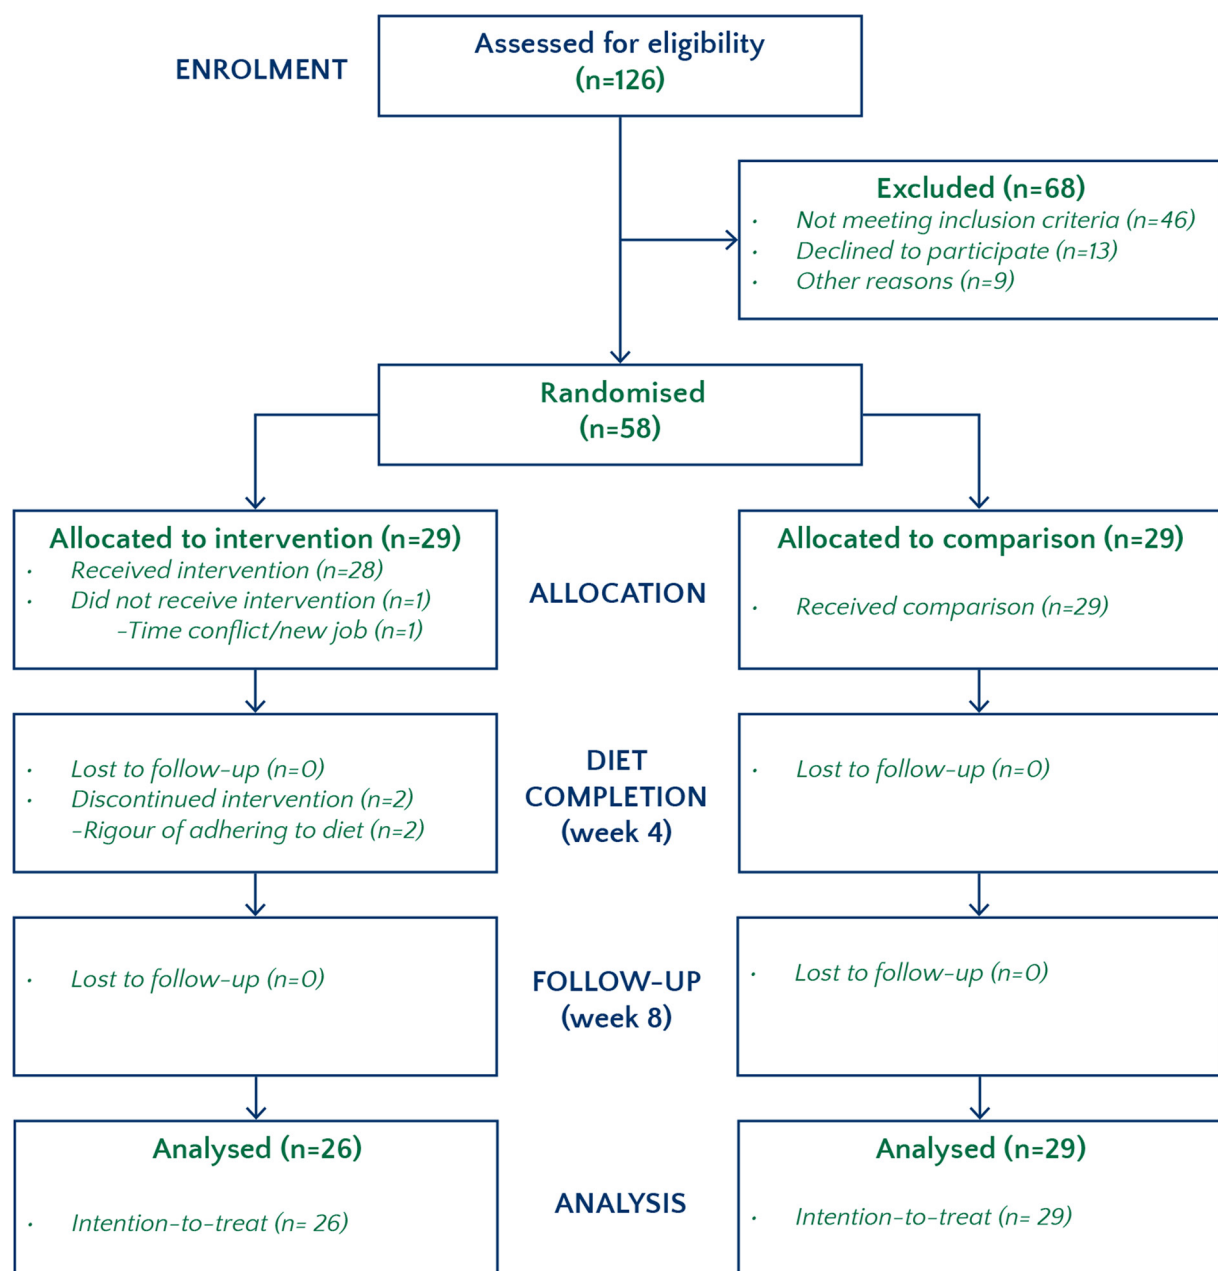 ENROLMENT
Assessed for eligibility
(n=126)
Excluded (n=68)
· Not meeting inclusion criteria (n=46)
· Declined to participate (n=13)
· Other reasons (n=9)
Randomised
(n=58)
Allocated to intervention (n=29)
· Received intervention (n=28)
· Did not receive intervention (n=1)
-Time conflict/new job (n=1)
ALLOCATION
Allocated to comparison (n=29)
· Received comparison (n=29)
· Lost to follow-up (n=0)
· Discontinued intervention (n=2)
-Rigour of adhering to diet (n=2)
DIET
COMPLETION
(week 4)
· Lost to follow-up (n=0)
· Lost to follow-up (n=0)
FOLLOW-UP
(week 8)
· Lost to follow-up (n=0)
Analysed (n=26)
· Intention-to-treat (n= 26)
ANALYSIS
Analysed (n=29)
· Intention-to-treat (n= 29)